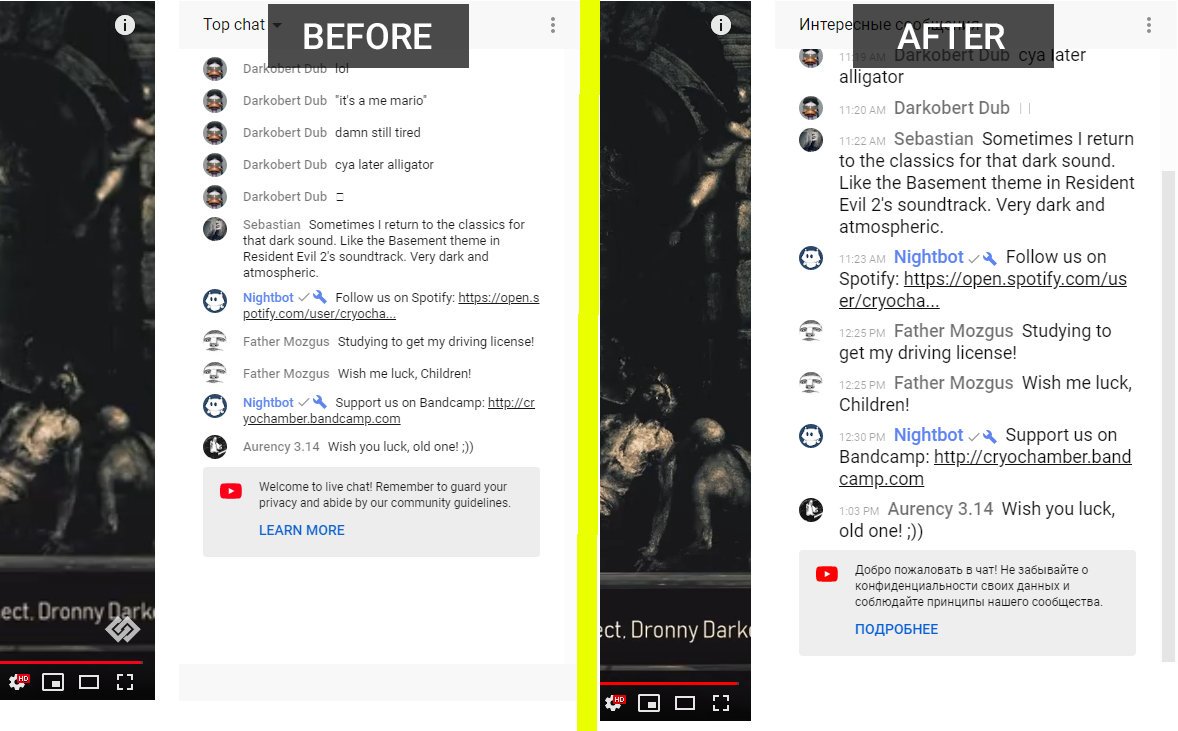 Top chat
BEFORE
Darkobert Dub lol
Darkobert Dub "it's a me mario"
Darkobert Dub damn still tired
Darkobert Dub cya later alligator
Darkobert Dub
Sebastian Sometimes I return to the classics for
that dark sound. Like the Basement theme in
Resident Evil 2's soundtrack. Very dark and
atmospheric.
Nightbot Follow us on Spotify: https://open.s
potify.com/user/cryocha...
Father Mozgus Studying to get my driving license!
Father Mozgus Wish me luck, Children!
Nightbot Support us on Bandcamp: http://cr
yochamber.bandcamp.com
Aurency 3.14 Wish you luck, old one! ;))
Welcome to live chat! Remember to guard your
privacy and abide by our community guidelines.
LEARN MORE
ect, Dronny Darko
HD
Интересные сообщения
AFTER
11:19 AM Darkobert Dub cya later
alligator
11:20 AM Darkobert Dub
11:22 AM Sebastian Sometimes I return
to the classics for that dark sound.
Like the Basement theme in Resident
Evil 2's soundtrack. Very dark and
atmospheric.
11:23 AM Nightbot Follow us on
Spotify: https://open.spotify.com/us
er/cryocha...
12:25 PM Father Mozgus Studying to
get my driving license!
12:25 PM Father Mozgus Wish me luck,
Children!
12:30 PM Nightbot Support us on
Bandcamp: http://cryochamber.band
camp.com
1:03 PM Aurency 3.14 Wish you luck,
old one! ;))
Добро пожаловать в чат! Не забывайте о
конфиденциальности своих данных и
соблюдайте принципы нашего сообщества.
ПОДРОБНЕЕ
ect, Dronny Darko
HD